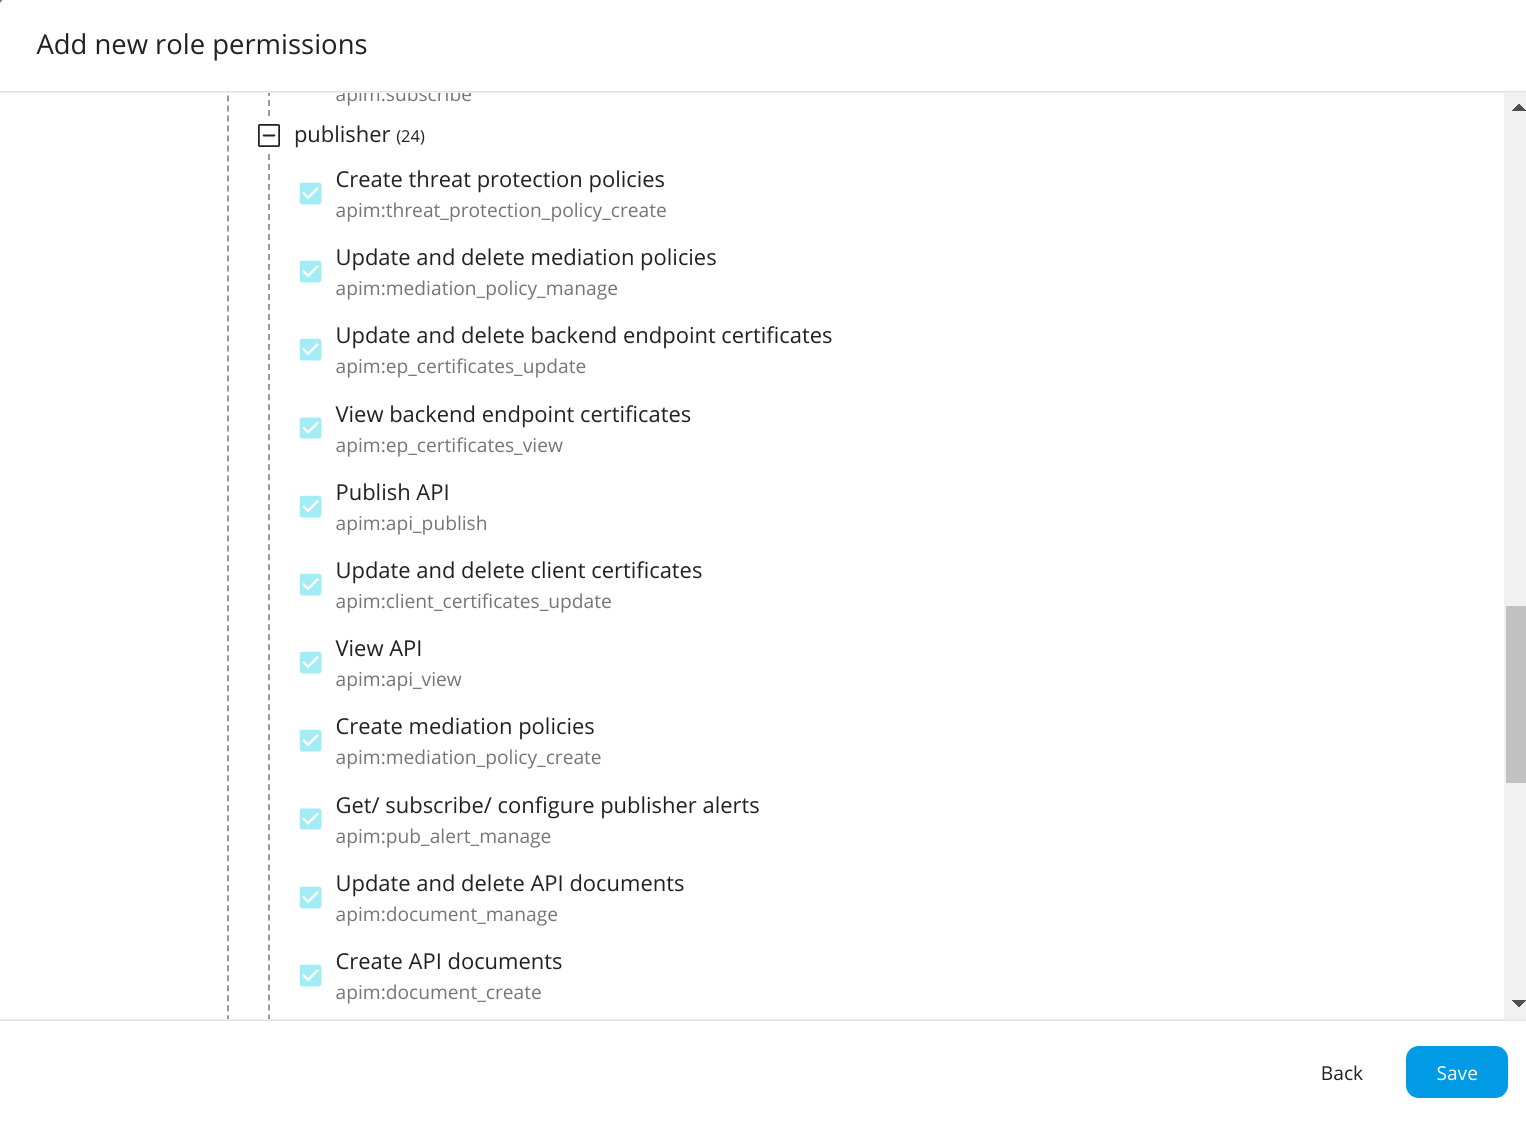 Add new role permissions
apim:subscribe
publisher (24)
Create threat protection policies
apim:threat_protection_policy_create
Update and delete mediation policies
apim:mediation_policy_manage
Update and delete backend endpoint certificates
apim:ep_certificates_update
View backend endpoint certificates
apim:ep_certificates_view
Publish API
apim:api_publish
Update and delete client certificates
apim:client_certificates_update
View API
apim:api_view
Create mediation policies
apim:mediation_policy_create
Get/ subscribe/ configure publisher alerts
apim:pub_alert_manage
Update and delete API documents
apim:document_manage
Create API documents
apim:document_create
Back
Save